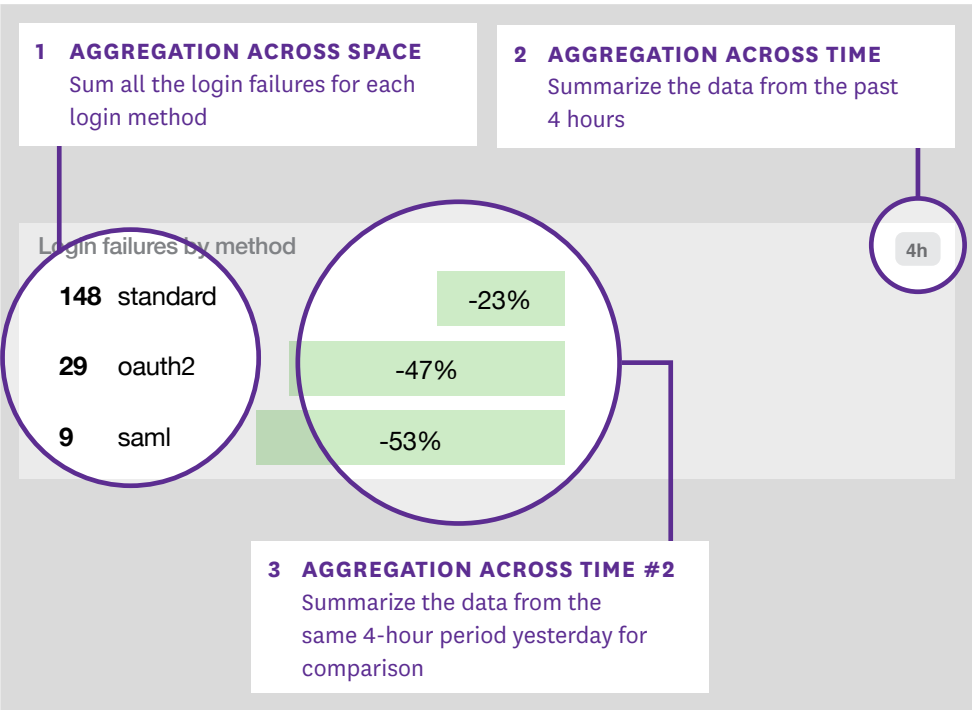 1 AGGREGATION ACROSS SPACE
Sum all the login failures for each
login method
2 AGGREGATION ACROSS TIME
Summarize the data from the past
4 hours
Login failures by method
4h
148 standard -23%
29 oauth2 -47%
9 saml -53%
3 AGGREGATION ACROSS TIME #2
Summarize the data from the
same 4-hour period yesterday for
comparison